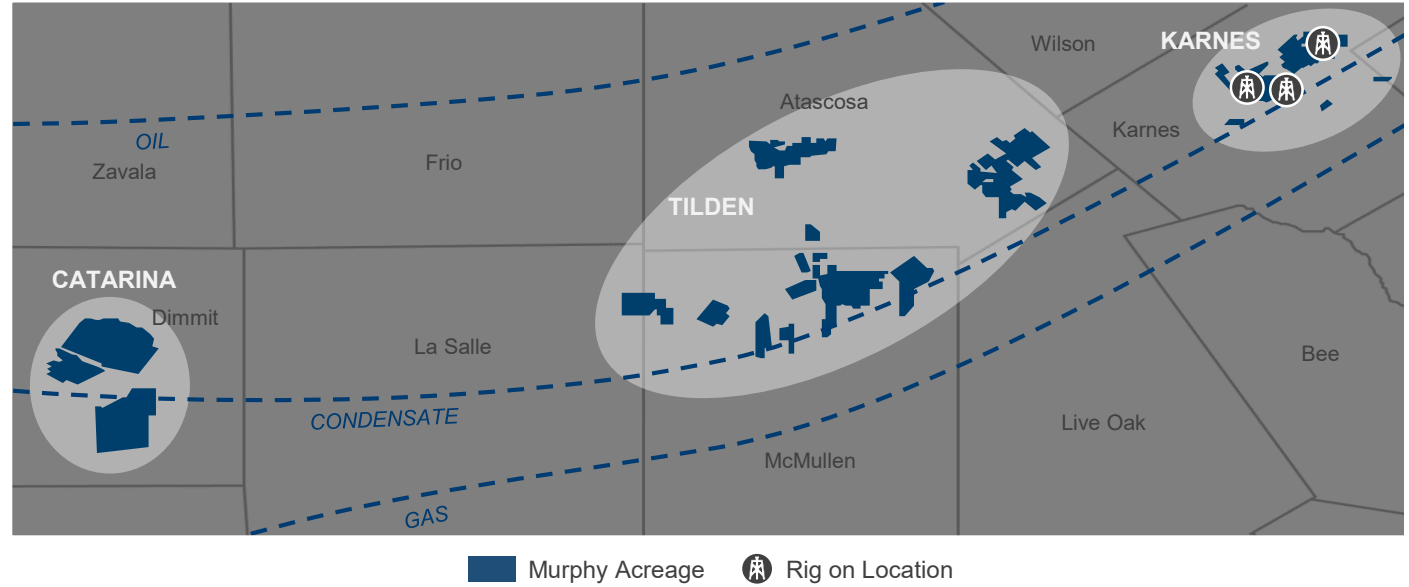 Wilson
KARNES
Atascosa
OIL
Karnes
Zavala
Frio
TILDEN
CATARINA
Dimmit
La Salle
Bee
CONDENSATE
Live Oak
McMullen
GAS
Murphy Acreage
Rig on Location